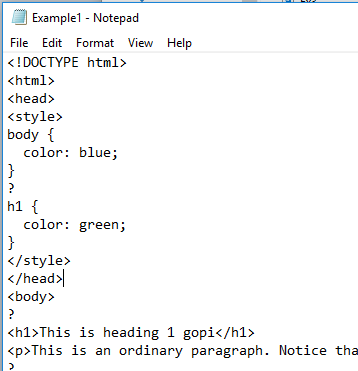 Example1 - Notepad
File Edit Format View Help
<!DOCTYPE html>
<html>
<head>
<style>
body {
  color: blue;
}
?
h1 {
  color: green;
}
</style>
</head>
<body>
?
<h1>This is heading 1 gopi</h1>
<p>This is an ordinary paragraph. Notice tha